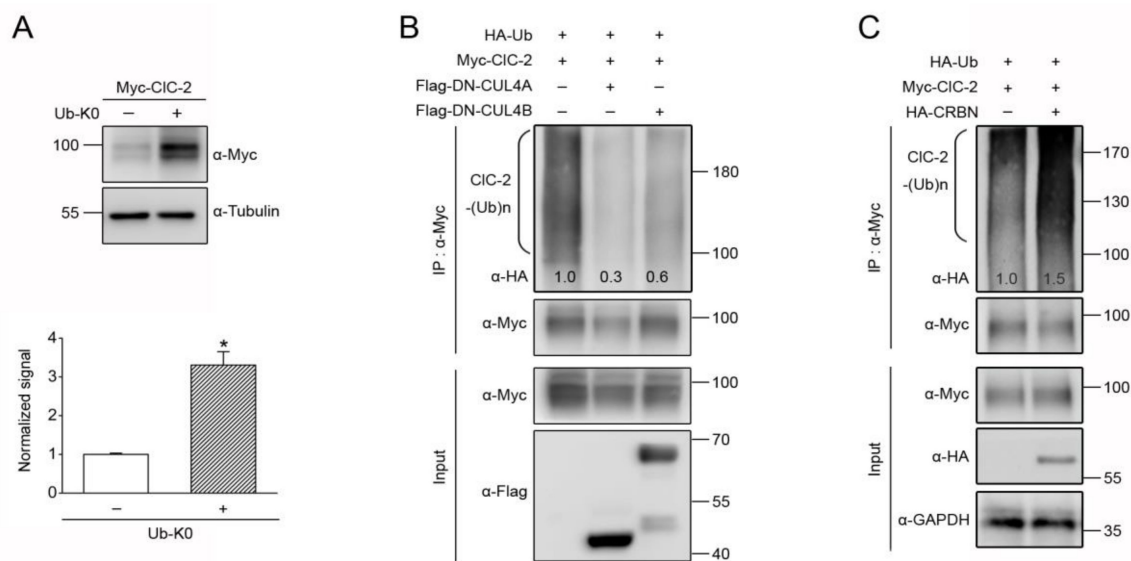 A
Myc-ClC-2
Ub-K0 – +
100
α-Myc
55
α-Tubulin
Normalized signal
4
3
2
1
0
*
– +
Ub-K0
B
HA-Ub + + +
Myc-ClC-2 + + +
Flag-DN-CUL4A – + –
Flag-DN-CUL4B – – +
IP : α-Myc
ClC-2
-(Ub)n
180
100
α-HA 1.0 0.3 0.6
α-Myc 100
Input
α-Myc 100
α-Flag
70
55
40
C
HA-Ub + +
Myc-ClC-2 + +
HA-CRBN – +
IP : α-Myc
ClC-2
-(Ub)n
170
130
100
α-HA 1.0 1.5
α-Myc 100
Input
α-Myc 100
α-HA
55
α-GAPDH 35